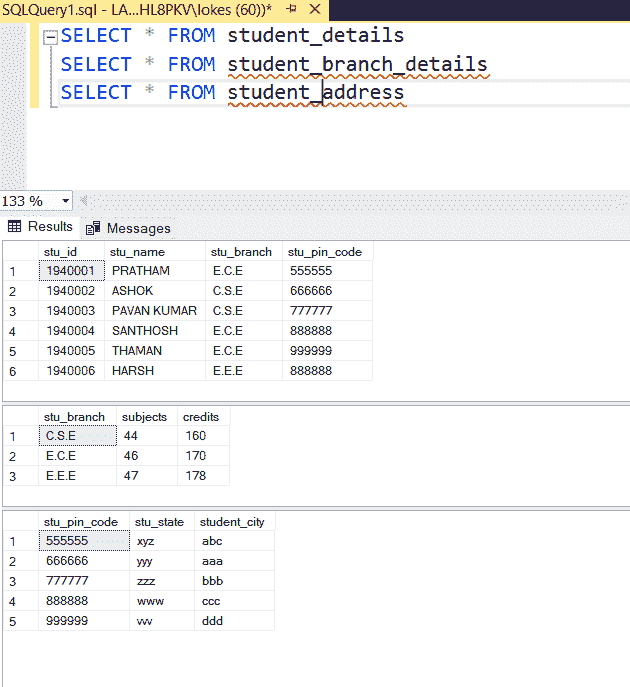 SQLQuery1.sql - LA...HL8PKV\lokes (60))*
SELECT * FROM student_details
SELECT * FROM student_branch_details
SELECT * FROM student_address
133 %
Results Messages
stu_id stu_name stu_branch stu_pin_code
1 1940001 PRATHAM E.C.E 555555
2 1940002 ASHOK C.S.E 666666
3 1940003 PAVAN KUMAR C.S.E 777777
4 1940004 SANTHOSH E.C.E 888888
5 1940005 THAMAN E.C.E 999999
6 1940006 HARSH E.E.E 888888
stu_branch subjects credits
1 C.S.E 44 160
2 E.C.E 46 170
3 E.E.E 47 178
stu_pin_code stu_state student_city
1 555555 xyz abc
2 666666 yyy aaa
3 777777 zzz bbb
4 888888 www ccc
5 999999 vvv ddd